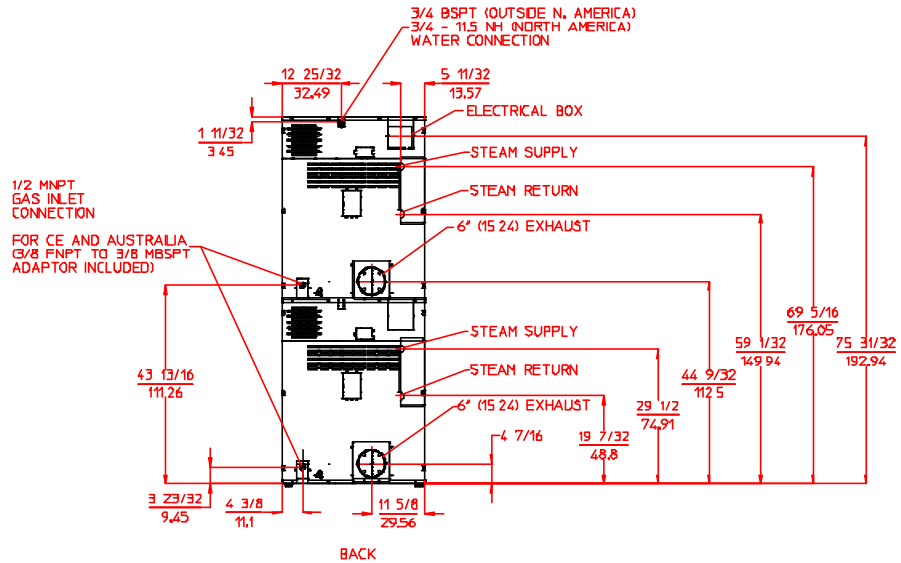 3/4 BSPT (OUTSIDE N. AMERICA)
3/4 - 11.5 NH (NORTH AMERICA)
WATER CONNECTION
12 25/32
32.49
5 11/32
13.57
ELECTRICAL BOX
1 11/32
3.45
STEAM SUPPLY
1/2 MNPT
GAS INLET
CONNECTION
STEAM RETURN
6" (15.24) EXHAUST
FOR CE AND AUSTRAILIA
(3/8 FNPT TO 3/8 MBSPT
ADAPTOR INCLUDED)
69 5/16
176.05
STEAM SUPPLY
59 1/32
149.94
75 31/32
192.94
43 13/16
111.26
STEAM RETURN
44 9/32
112.5
6" (15.24) EXHAUST
29 1/2
74.91
4 7/16
19 7/32
48.8
3 23/32
9.45
4 3/8
11.1
11 5/8
29.56
BACK